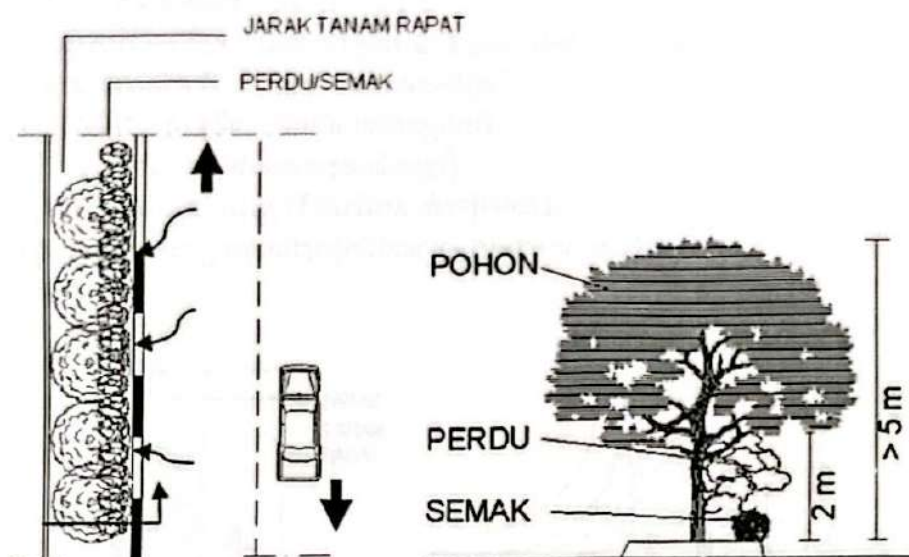 JARAK TANAM RAPAT
PERDU/SEMAK
POHON
PERDU
SEMAK
2 m
> 5 m